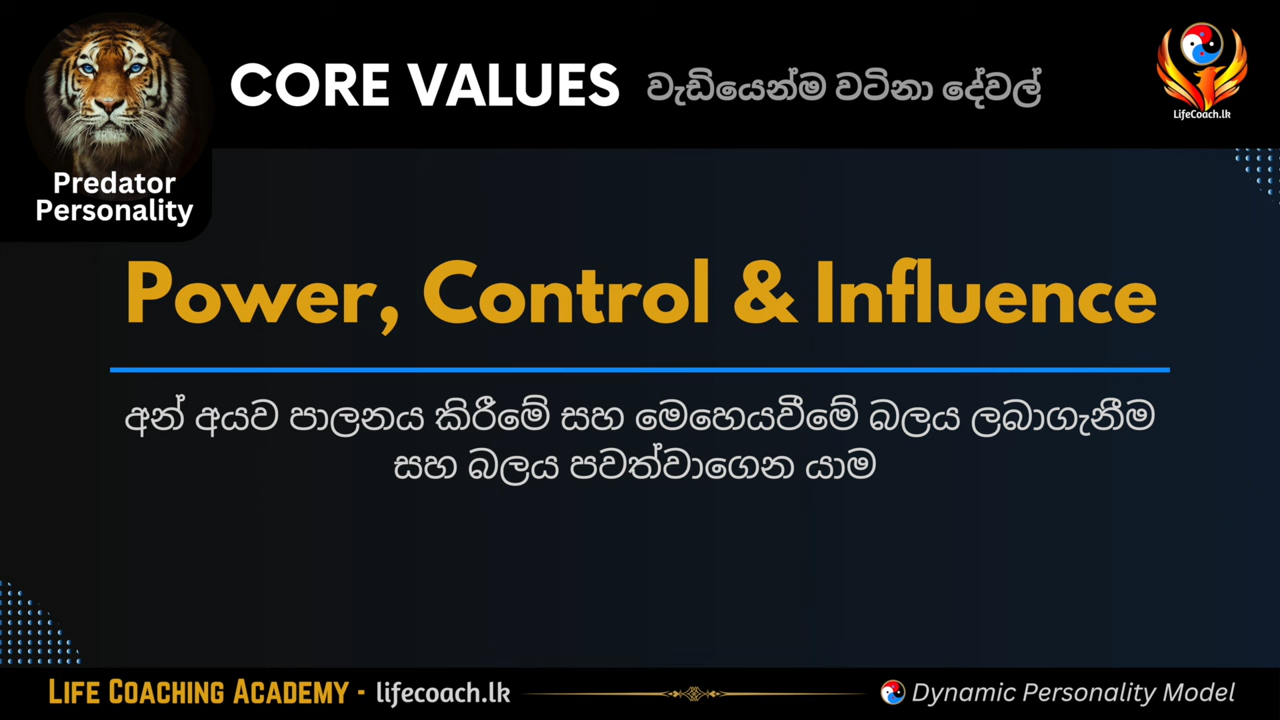 CORE VALUES වැඩියෙන්ම වටිනා දේවල්
LifeCoach.lk
Predator
Personality
Power, Control & Influence
අන් අයව පාලනය කිරීමේ සහ මෙහෙයවීමේ බලය ලබාගැනීම
සහ බලය පවත්වාගෙන යාම
LIFE COACHING ACADEMY - lifecoach.lk
Dynamic Personality Model